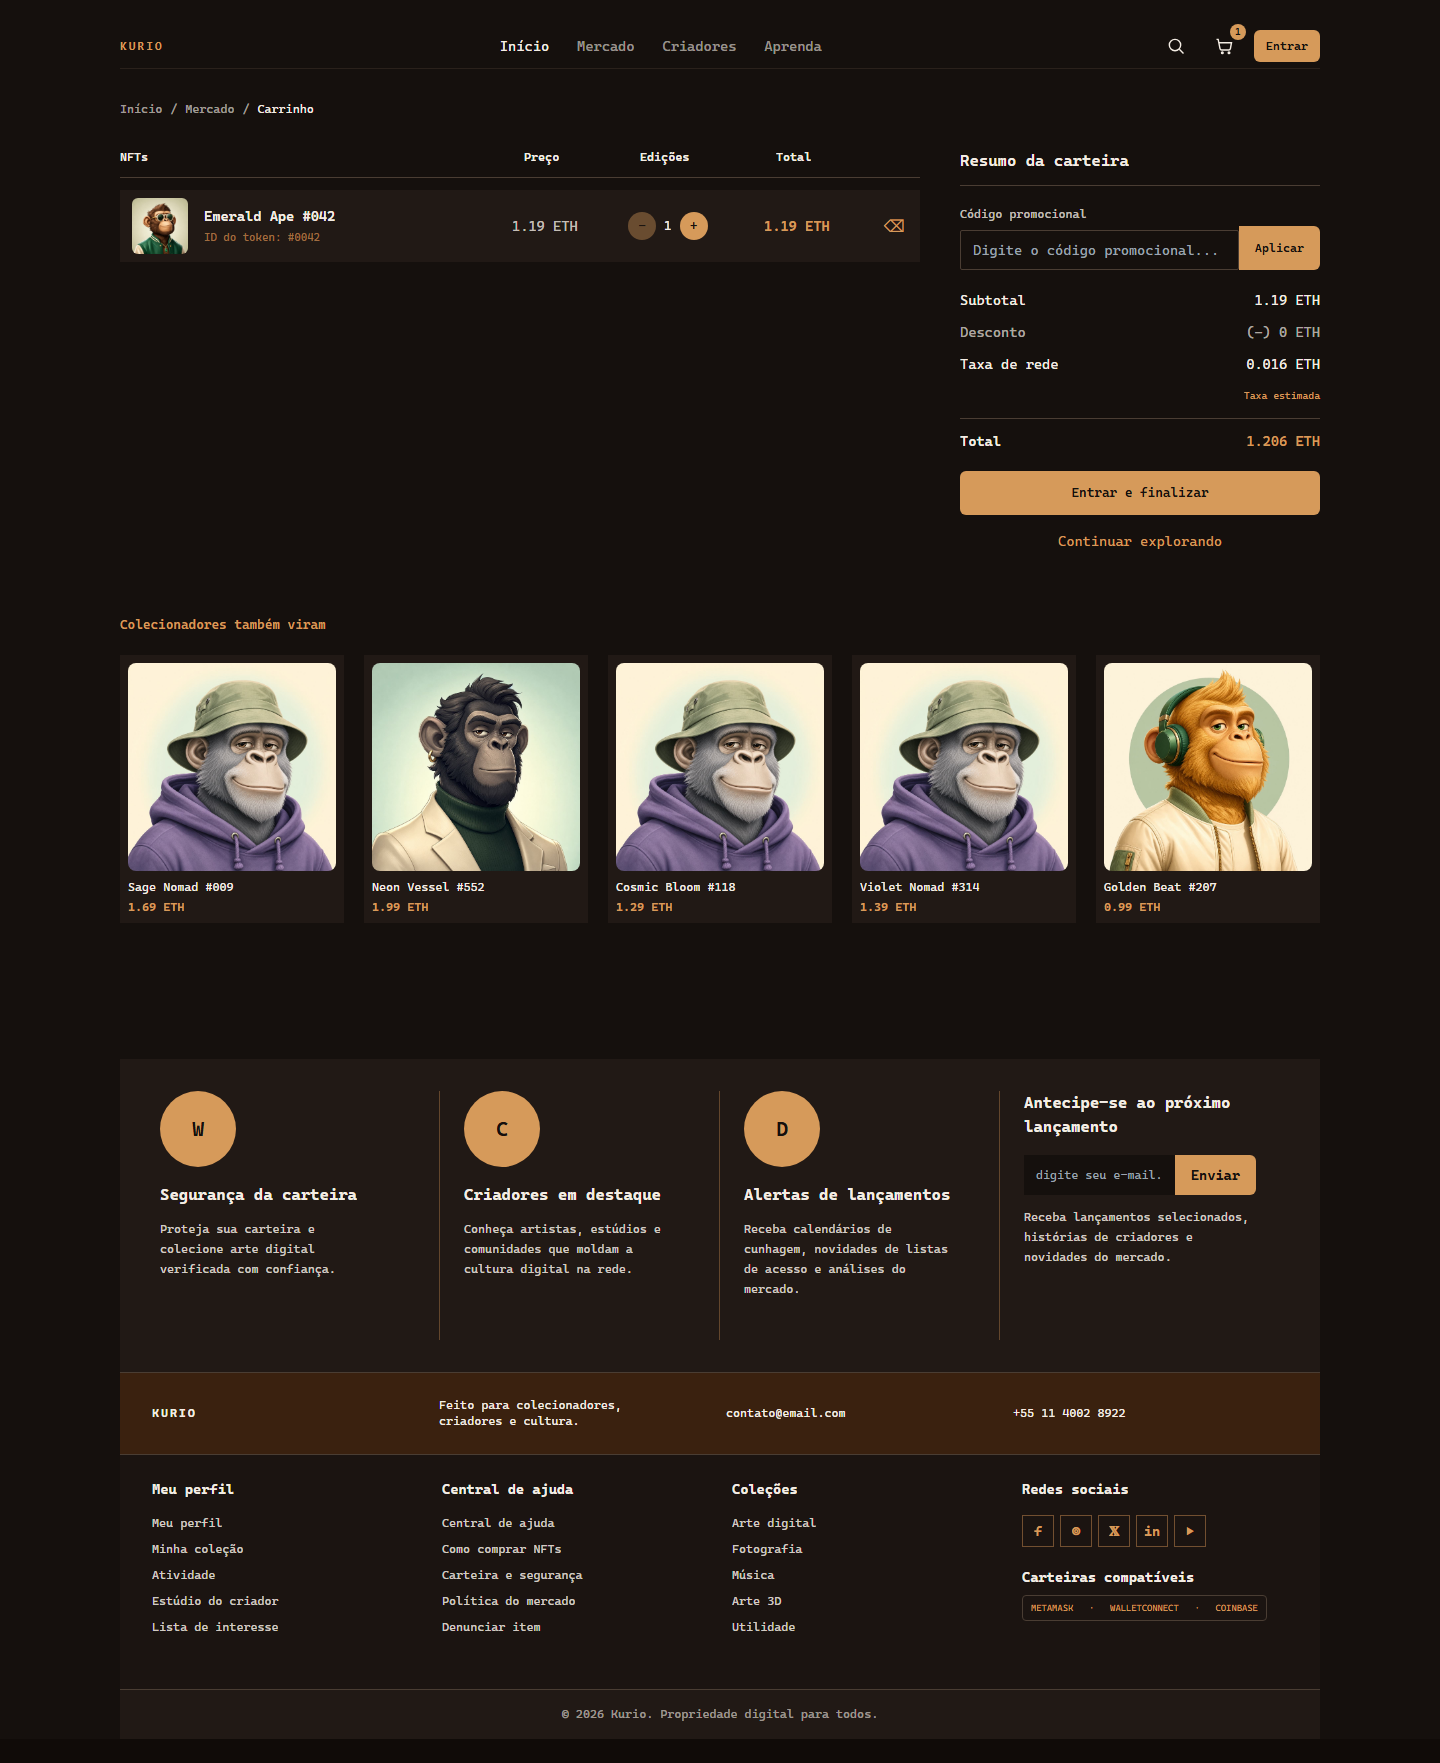 KURIO
Início
Mercado
Criadores
Aprenda
1
Entrar
Início / Mercado / Carrinho
NFTs
Preço
Edições
Total
Emerald Ape #042
ID do token: #0042
1.19 ETH
− 1 +
1.19 ETH
Resumo da carteira
Código promocional
Digite o código promocional...
Aplicar
Subtotal
1.19 ETH
Desconto
(−) 0 ETH
Taxa de rede
0.016 ETH
Taxa estimada
Total
1.206 ETH
Entrar e finalizar
Continuar explorando
Colecionadores também viram
Sage Nomad #009
1.69 ETH
Neon Vessel #552
1.99 ETH
Cosmic Bloom #118
1.29 ETH
Violet Nomad #314
1.39 ETH
Golden Beat #207
0.99 ETH
W
Segurança da carteira
Proteja sua carteira e
colecione arte digital
verificada com confiança.
C
Criadores em destaque
Conheça artistas, estúdios e
comunidades que moldam a
cultura digital na rede.
D
Alertas de lançamentos
Receba calendários de
cunhagem, novidades de listas
de acesso e análises do
mercado.
Antecipe-se ao próximo
lançamento
digite seu e-mail.
Enviar
Receba lançamentos selecionados,
histórias de criadores e
novidades do mercado.
KURIO
Feito para colecionadores,
criadores e cultura.
contato@email.com
+55 11 4002 8922
Meu perfil
Meu perfil
Minha coleção
Atividade
Estúdio do criador
Lista de interesse
Central de ajuda
Central de ajuda
Como comprar NFTs
Carteira e segurança
Política do mercado
Denunciar item
Coleções
Arte digital
Fotografia
Música
Arte 3D
Utilidade
Redes sociais
f
X
in
Carteiras compatíveis
METAMASK · WALLETCONNECT · COINBASE
© 2026 Kurio. Propriedade digital para todos.